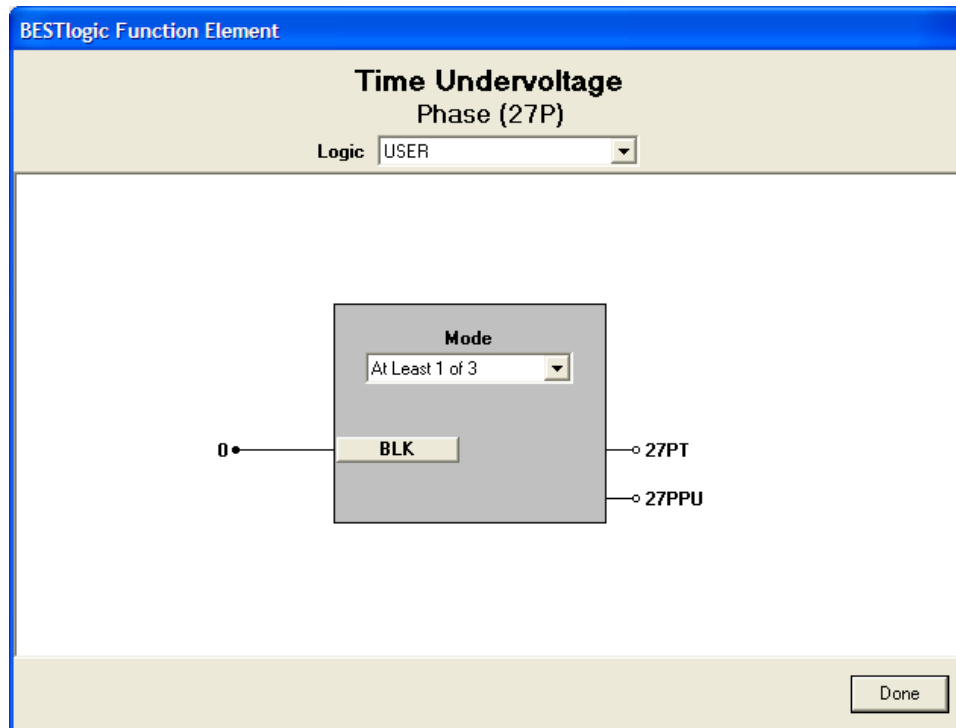 BESTlogic Function Element
Time Undervoltage
Phase (27P)
Logic USER
Mode
At Least 1 of 3
0 BLK 27PT
27PPU
Done